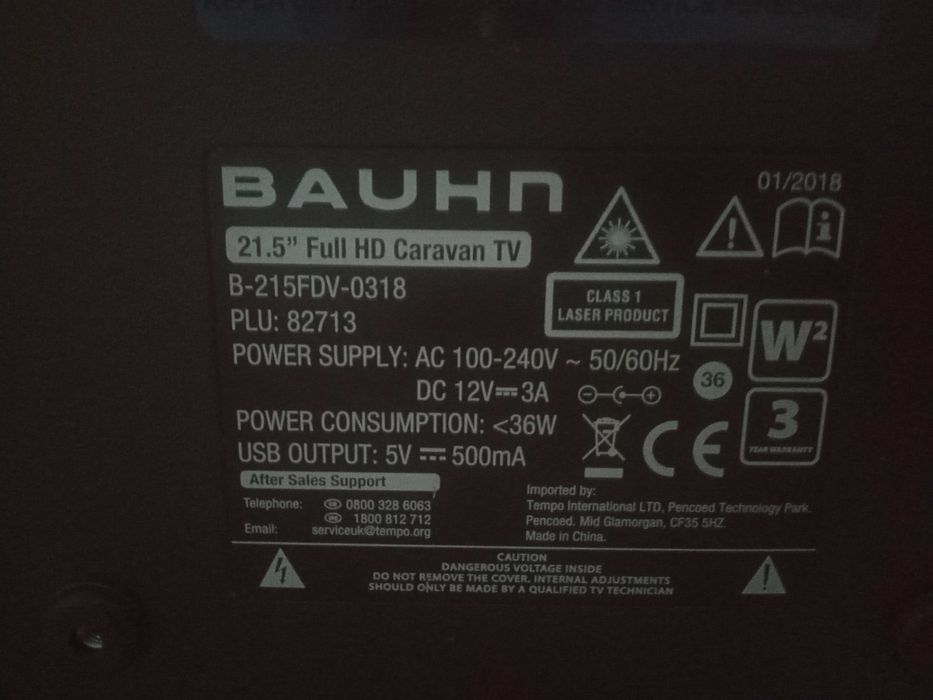 BAUHN
01/2018
21.5” Full HD Caravan TV
B-215FDV-0318
PLU: 82713
CLASS 1
LASER PRODUCT
W²
POWER SUPPLY: AC 100-240V ~ 50/60Hz
DC 12V⎓3A
36
3
YEAR WARRANTY
POWER CONSUMPTION: <36W
USB OUTPUT: 5V ⎓ 500mA
CE
After Sales Support
Telephone: 0800 328 6063
1800 812 712
Email: serviceuk@tempo.org
Imported by:
Tempo International LTD, Pencoed Technology Park.
Pencoed. Mid Glamorgan, CF35 5HZ.
Made in China.
CAUTION
DANGEROUS VOLTAGE INSIDE
DO NOT REMOVE THE COVER. INTERNAL ADJUSTMENTS
SHOULD ONLY BE MADE BY A QUALIFIED TV TECHNICIAN